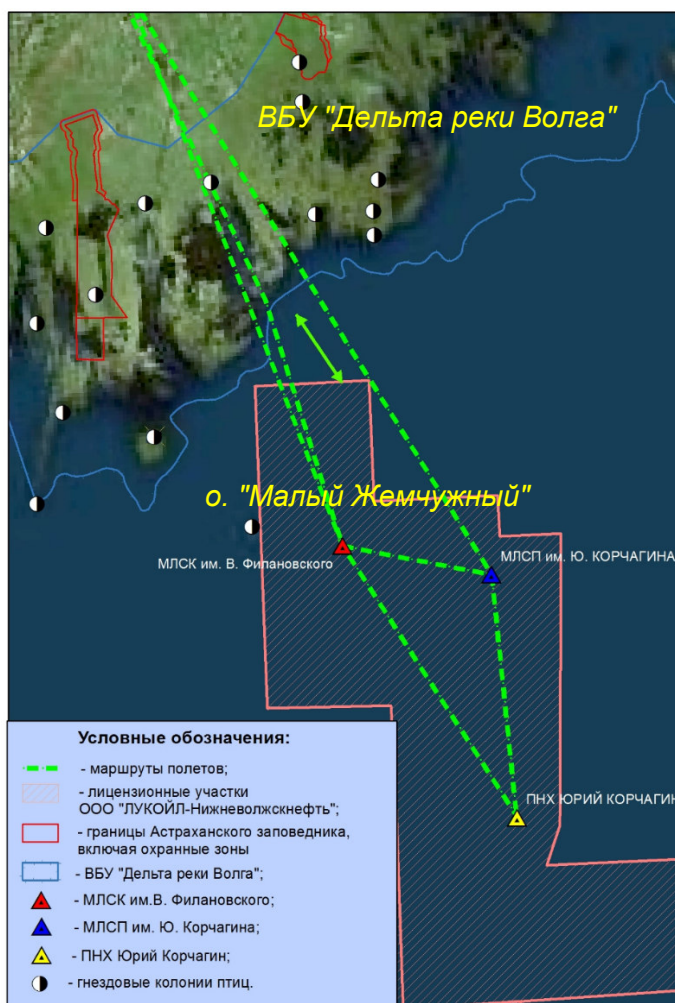 ВБУ "Дельта реки Волга"
о. "Малый Жемчужный"
МЛСК им. В. Филановского
МЛСП им. Ю. КОРЧАГИНА
ПНХ ЮРИЙ КОРЧАГИН
Условные обозначения:
- маршруты полетов;
- лицензионные участки
ООО "ЛУКОЙЛ-Нижневолжскнефть";
- границы Астраханского заповедника,
включая охранные зоны
- ВБУ "Дельта реки Волга";
- МЛСК им.В. Филановского;
- МЛСП им. Ю. Корчагина;
- ПНХ Юрий Корчагин;
- гнездовые колонии птиц.